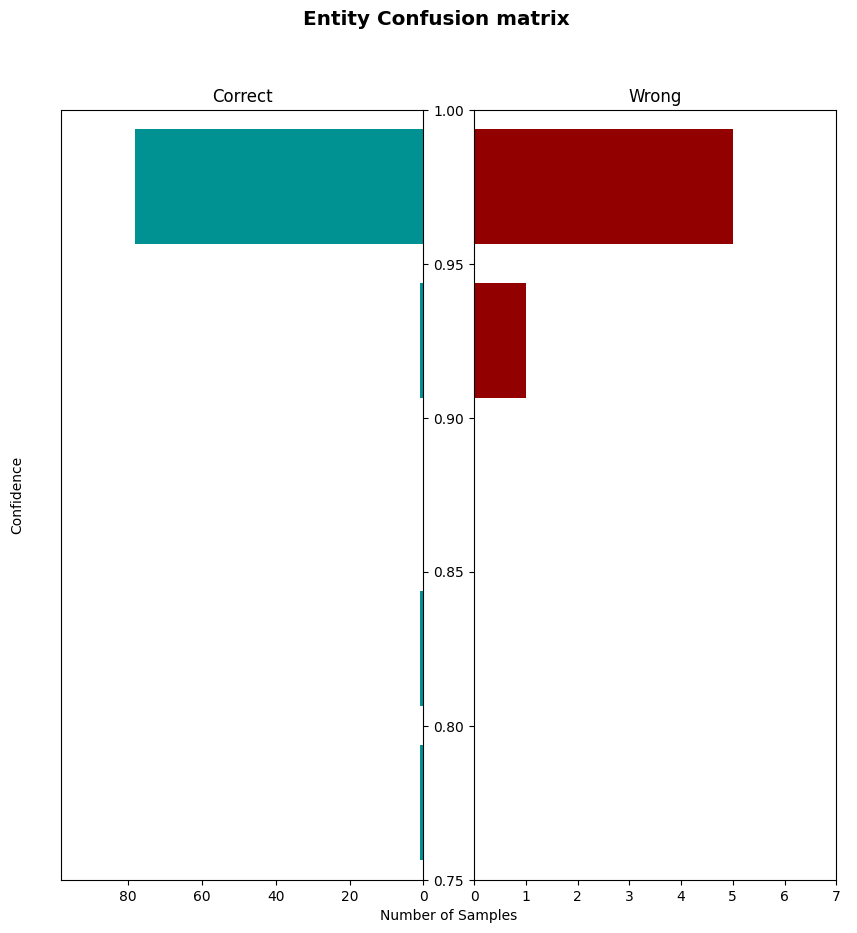 Entity Confusion matrix
Correct
Wrong
1.00
0.95
0.90
0.85
0.80
0.75
Confidence
80 60 40 20 0
0 1 2 3 4 5 6 7
Number of Samples